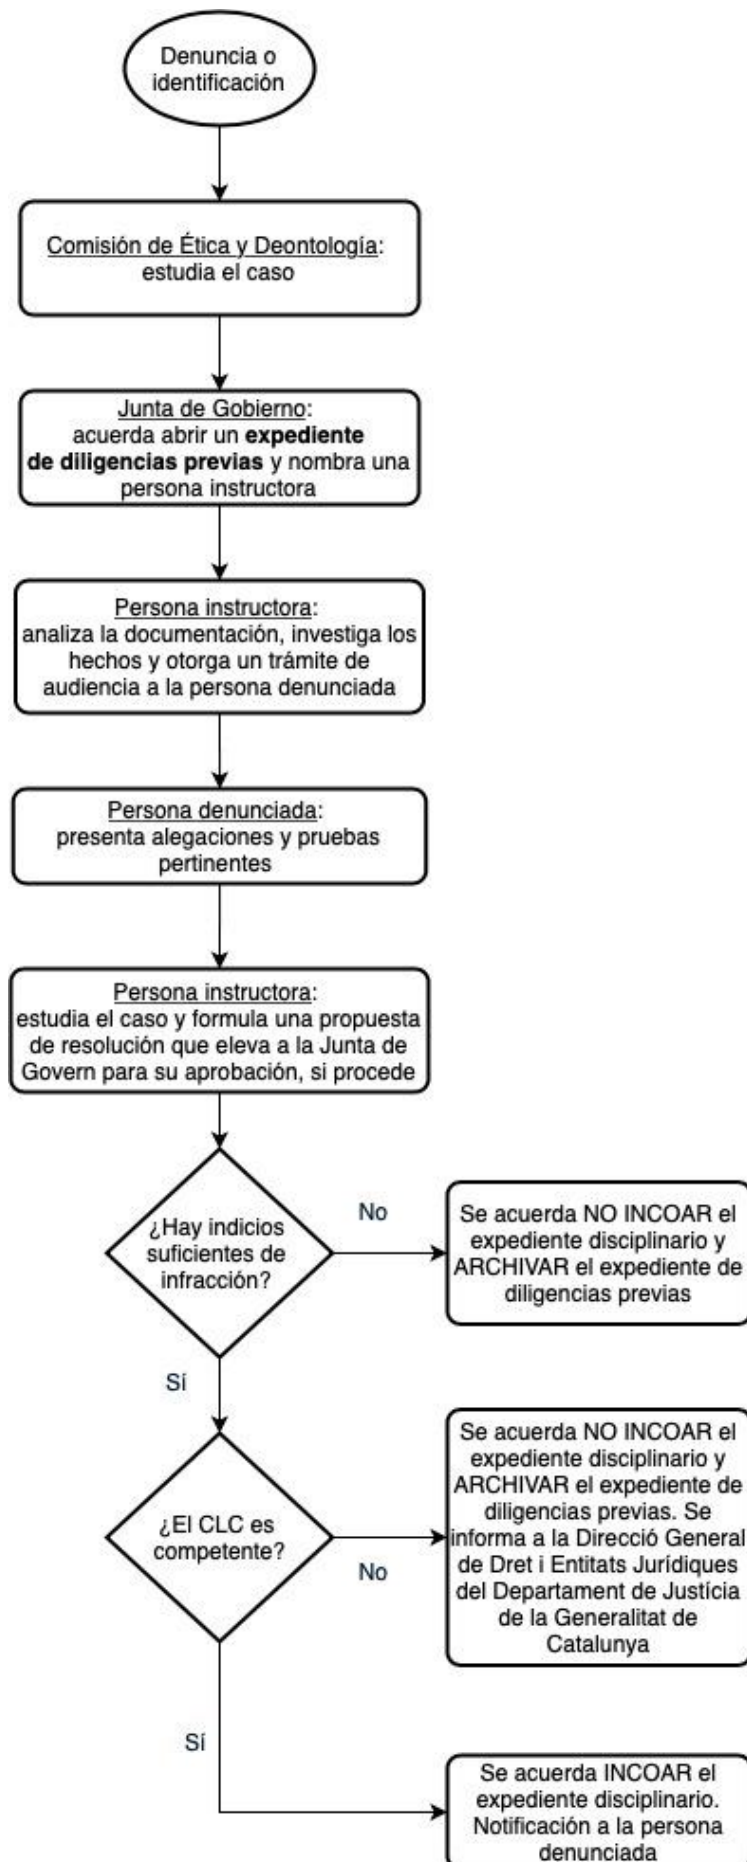 Denuncia o
identificación
Comisión de Ética y Deontología:
estudia el caso
Junta de Gobierno:
acuerda abrir un expediente
de diligencias previas y nombra una
persona instructora
Persona instructora:
analiza la documentación, investiga los
hechos y otorga un trámite de
audiencia a la persona denunciada
Persona denunciada:
presenta alegaciones y pruebas
pertinentes
Persona instructora:
estudia el caso y formula una propuesta
de resolución que eleva a la Junta de
Govern para su aprobación, si procede
¿Hay indicios
suficientes de
infracción?
No
Se acuerda NO INCOAR el
expediente disciplinario y
ARCHIVAR el expediente de
diligencias previas
Sí
¿El CLC es
competente?
No
Se acuerda NO INCOAR el
expediente disciplinario y
ARCHIVAR el expediente de
diligencias previas. Se
informa a la Direcció General
de Dret i Entitats Jurídiques
del Departament de Justícia
de la Generalitat de
Catalunya
Sí
Se acuerda INCOAR el
expediente disciplinario.
Notificación a la persona
denunciada